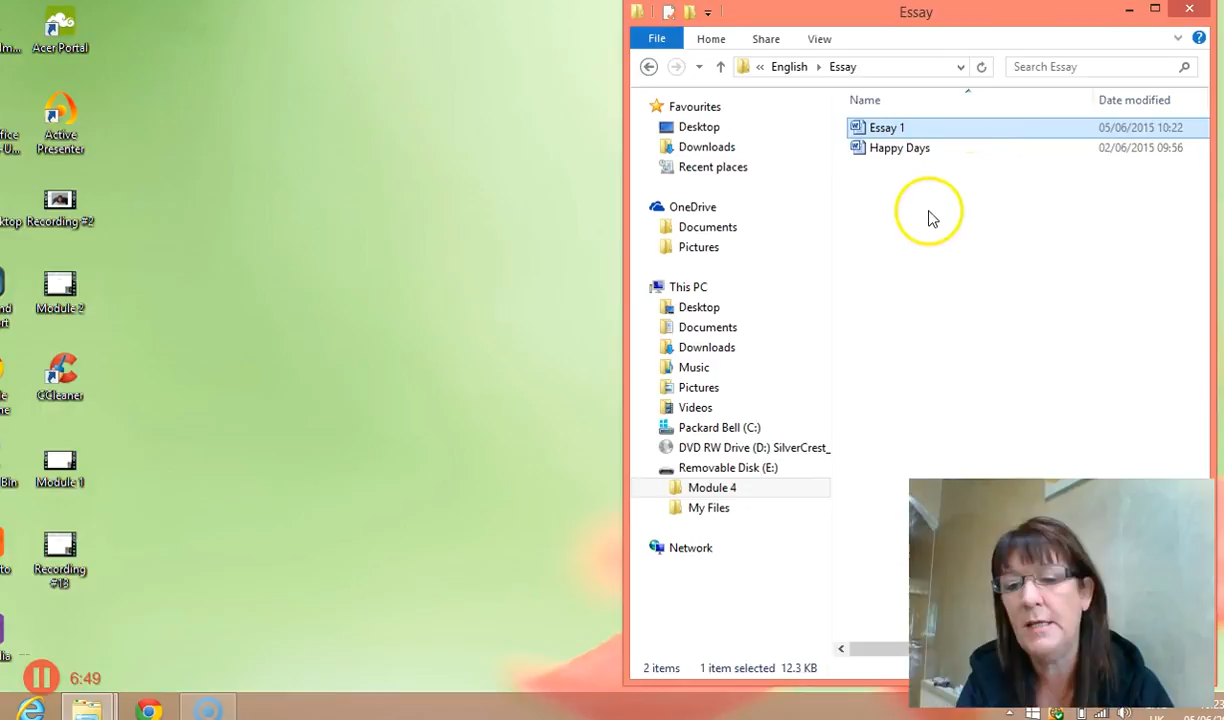 Essay
File Home Share View
« English Essay
Search Essay
Name Date modified
Essay 1 05/06/2015 10:22
Happy Days 02/06/2015 09:56
Favourites
Desktop
Downloads
Recent places
OneDrive
Documents
Pictures
This PC
Desktop
Documents
Downloads
Music
Pictures
Videos
Packard Bell (C:)
DVD RW Drive (D:) SilverCrest_
Removable Disk (E:)
Module 4
My Files
Network
2 items 1 item selected 12.3 KB
Acer Portal
Active
Presenter
Recording #2
Module 2
CCleaner
Module 1
Recording
#13
Bin
6:49